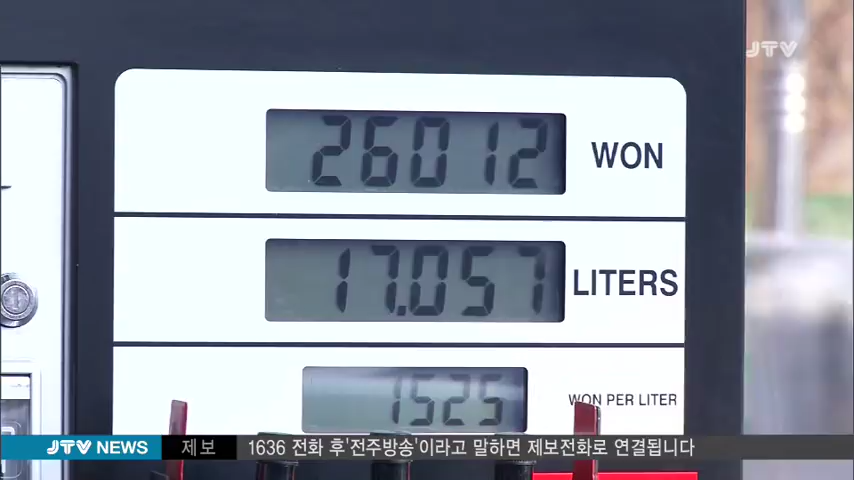 JTV
26012 WON
17.057 LITERS
1525 WON PER LITER
JTV NEWS 제보 1636 전화 후'전주방송'이라고 말하면 제보전화로 연결됩니다